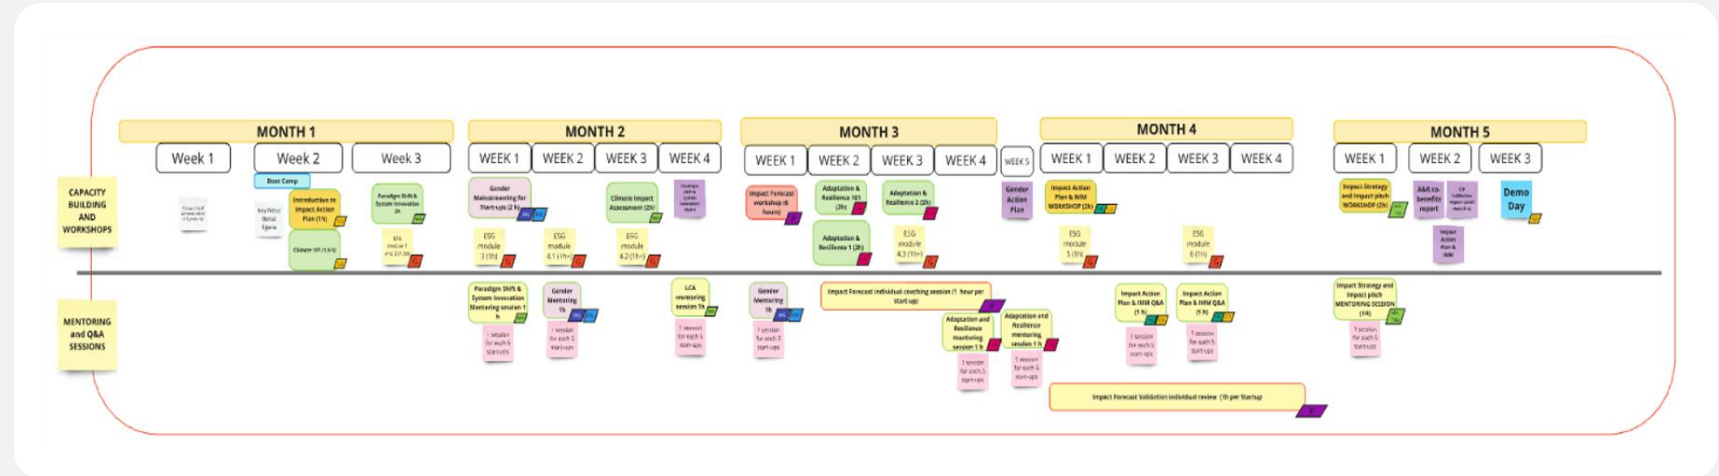 MONTH 1
MONTH 2
MONTH 3
MONTH 4
MONTH 5
Week 1
Week 2
Week 3
WEEK 1
WEEK 2
WEEK 3
WEEK 4
WEEK 1
WEEK 2
WEEK 3
WEEK 4
WEEK 5
WEEK 1
WEEK 2
WEEK 3
WEEK 4
WEEK 1
WEEK 2
WEEK 3
CAPACITY
BUILDING
AND
WORKSHOPS
Boot Camp
Introduction to
Impact Action
Plan (1h)
Paradigm Shift &
System Innovation
2h
Gender
Mainstreaming for
Start-ups (2 h)
ESG
module
3 (1h)
ESG
module
4.1 (1h+)
Climate Impact
Assessment (2h)
ESG
module
4.2 (1h+)
Impact Forecast
workshop (6
hours)
Adaptation &
Resilience 101
(2h)
Adaptation &
Resilience 1 (2h)
Adaptation &
Resilience 2 (2h)
ESG
module
4.3 (1h+)
Gender
Action
Plan
Impact Action
Plan & IMM
WORKSHOP (2h)
ESG
module
5 (1h)
ESG
module
6 (1h)
Impact Strategy
and Impact pitch
WORKSHOP (2h)
A&R co-
benefits
report
Impact
Action
Plan &
IMM
Demo
Day
MENTORING
and Q&A
SESSIONS
Paradigm Shift &
System Innovation
Mentoring session 1
h
1 session
for each 5
start-ups
Gender
Mentoring
1h
1 session
for each 5
start-ups
LCA
mentoring
session 1h
1 session
for each 5
start-ups
Gender
Mentoring
1h
1 session
for each 5
start-ups
Impact Forecast individual coaching session (1 hour per
start up)
Adaptation and
Resilience
mentoring
session 1 h
1 session
for each 5
start-ups
Adaptation and
Resilience
mentoring
session 1 h
1 session
for each 5
start-ups
Impact Action
Plan & IMM Q&A
(1 h)
1 session
for each 5
start ups
Impact Action
Plan & IMM Q&A
(1 h)
1 session
for each 5
start-ups
Impact Forecast Validation individual review (1h per Startup
Impact Strategy and
Impact pitch
MENTORING SESSION
1 session
for each 5
start-ups